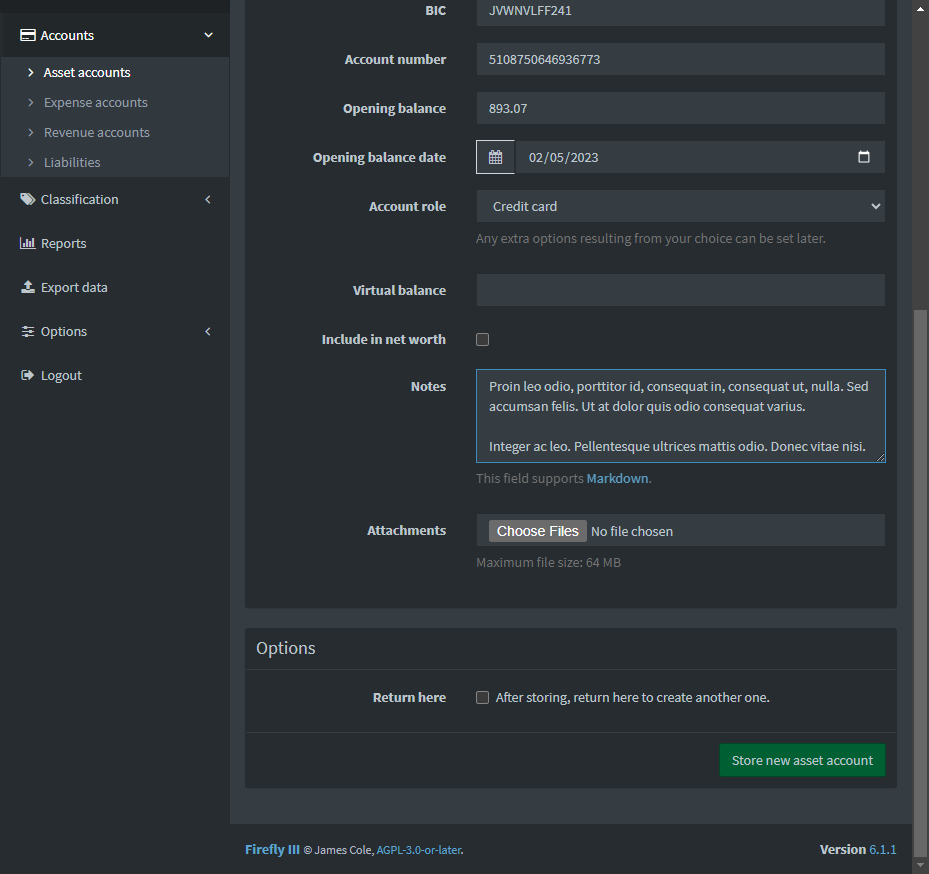 Accounts
Asset accounts
Expense accounts
Revenue accounts
Liabilities
Classification
Reports
Export data
Options
Logout
BIC JVWNVLFF241
Account number 5108750646936773
Opening balance 893.07
Opening balance date 02/05/2023
Account role Credit card
Any extra options resulting from your choice can be set later.
Virtual balance
Include in net worth
Notes Proin leo odio, porttitor id, consequat in, consequat ut, nulla. Sed
accumsan felis. Ut at dolor quis odio consequat varius.
Integer ac leo. Pellentesque ultrices mattis odio. Donec vitae nisi.
This field supports Markdown.
Attachments Choose Files No file chosen
Maximum file size: 64 MB
Options
Return here After storing, return here to create another one.
Store new asset account
Firefly III © James Cole, AGPL-3.0-or-later. Version 6.1.1